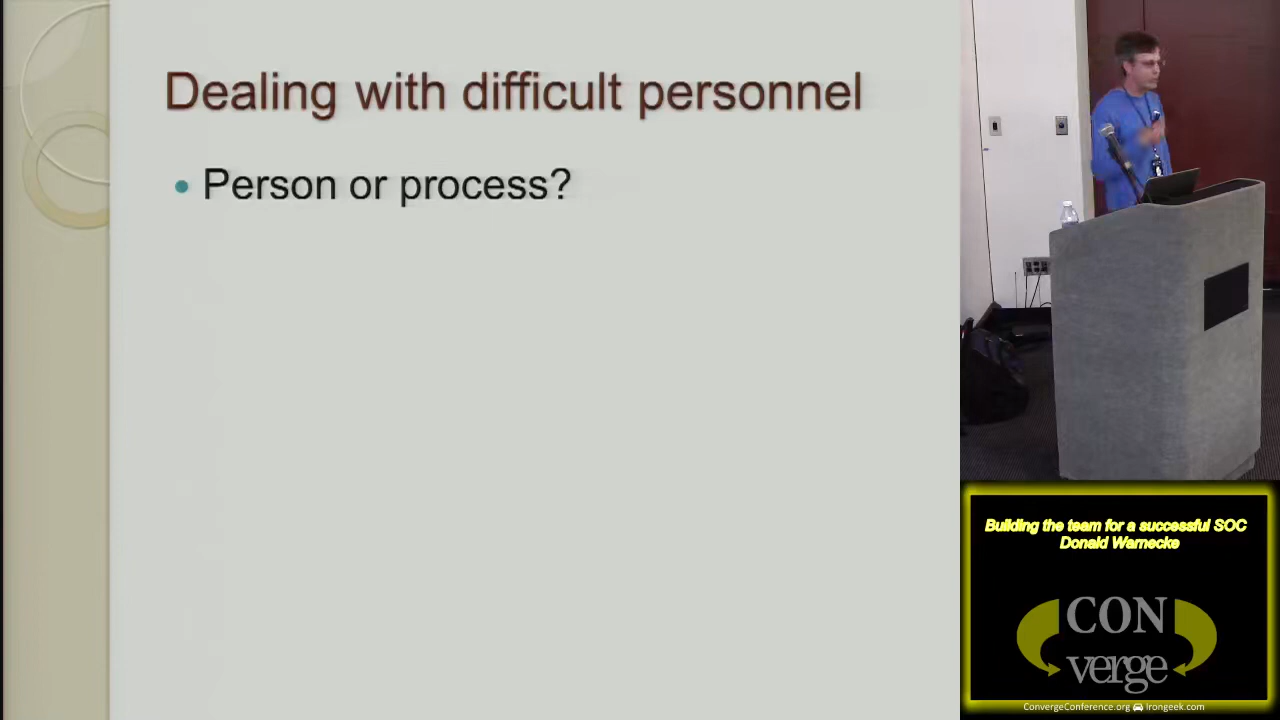 Dealing with difficult personnel
Person or process?
Building the team for a successful SOC
Donald Warnecke
CON
verge
ConvergeConference.org Irongeek.com